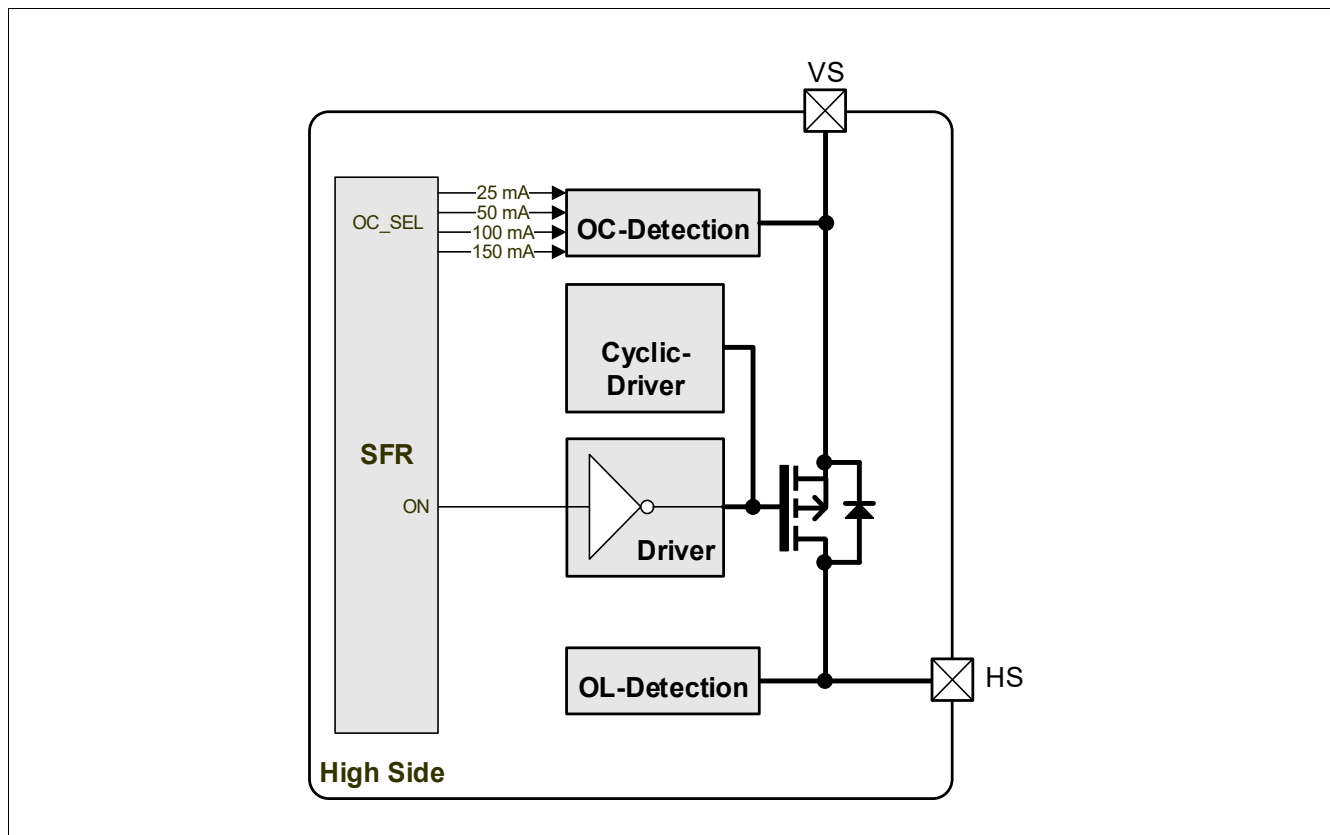 VS
25 mA
50 mA
100 mA
150 mA
OC_SEL
OC-Detection
Cyclic-
Driver
SFR
ON
Driver
OL-Detection
HS
High Side